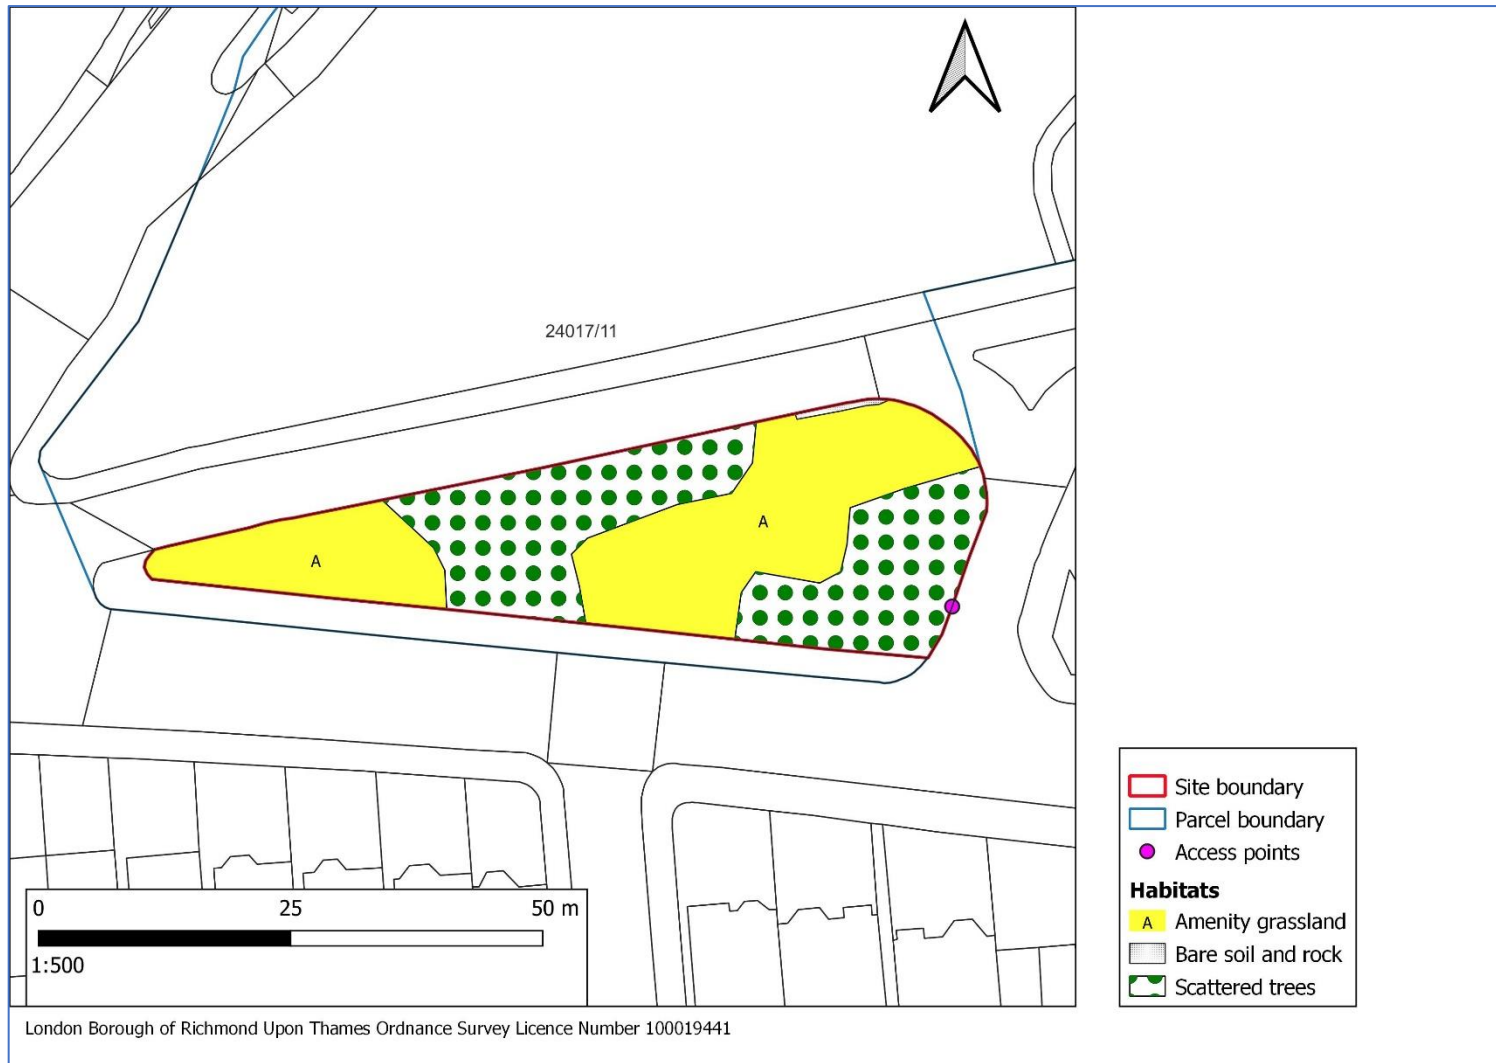 24017/11
A
A
0 25 50 m
1:500
Site boundary
Parcel boundary
Access points
Habitats
A Amenity grassland
Bare soil and rock
Scattered trees
London Borough of Richmond Upon Thames Ordnance Survey Licence Number 100019441